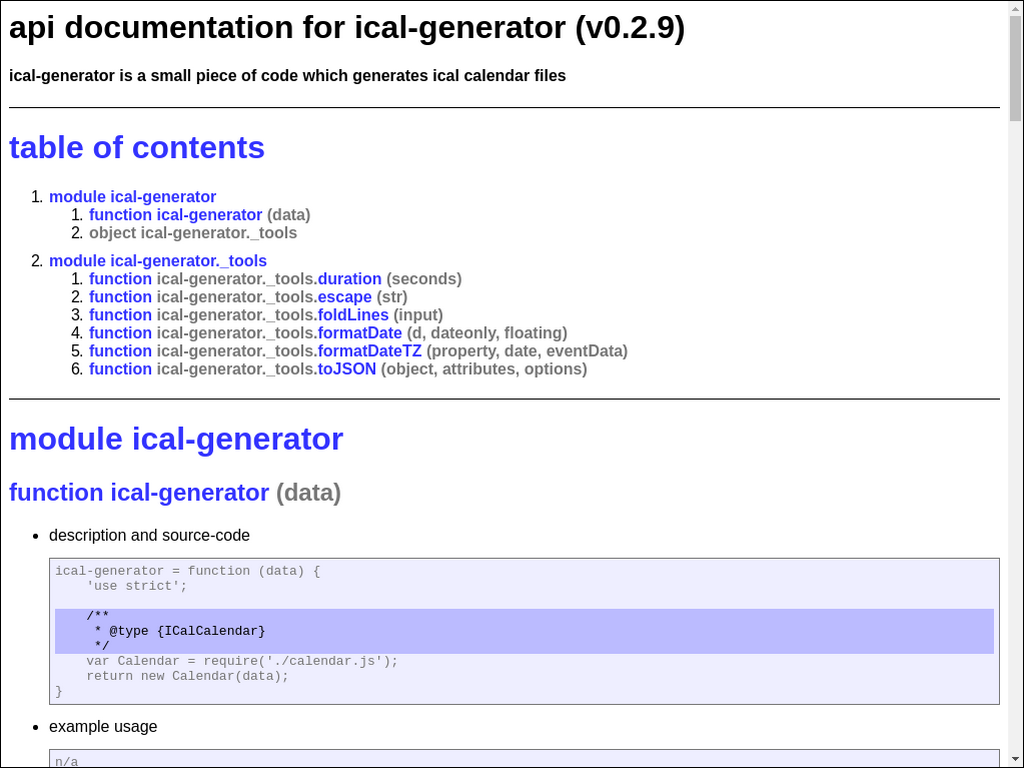 api documentation for ical-generator (v0.2.9)
ical-generator is a small piece of code which generates ical calendar files
table of contents
1. module ical-generator
1. function ical-generator (data)
2. object ical-generator._tools
2. module ical-generator._tools
1. function ical-generator._tools.duration (seconds)
2. function ical-generator._tools.escape (str)
3. function ical-generator._tools.foldLines (input)
4. function ical-generator._tools.formatDate (d, dateonly, floating)
5. function ical-generator._tools.formatDateTZ (property, date, eventData)
6. function ical-generator._tools.toJSON (object, attributes, options)
module ical-generator
function ical-generator (data)
• description and source-code
ical-generator = function (data) {
    'use strict';
    /**
     * @type {ICalCalendar}
     */
    var Calendar = require('./calendar.js');
    return new Calendar(data);
}
• example usage
n/a